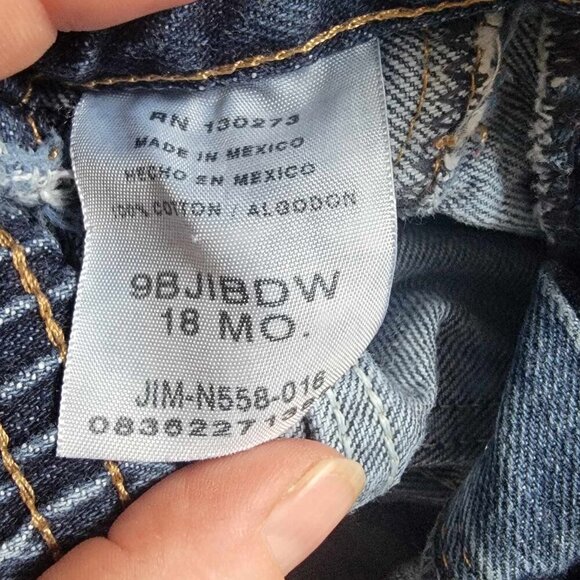 RN 130273
MADE IN MEXICO
HECHO EN MEXICO
100% COTTON / ALGODON
9BJIBDW
18 MO.
JIM-N558-016